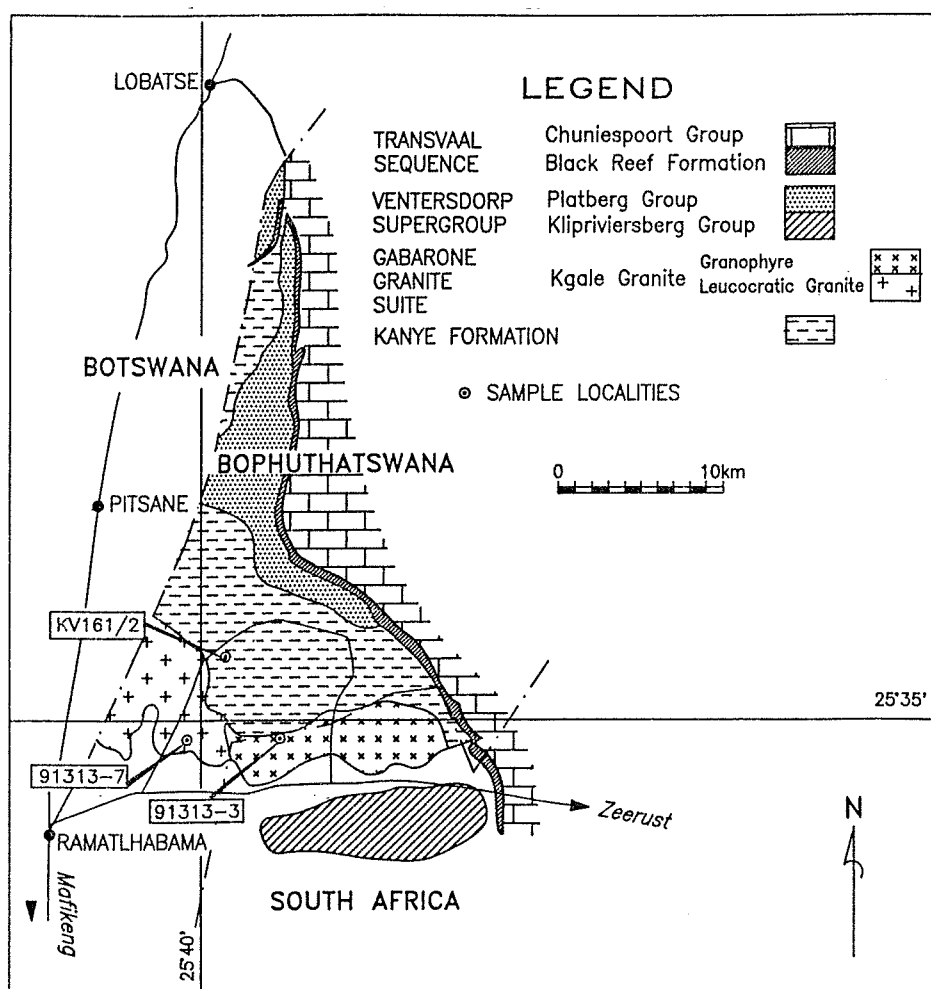 LOBATSE
LEGEND
TRANSVAAL
SEQUENCE
Chuniespoort Group
Black Reef Formation
VENTERSDORP
SUPERGROUP
Platberg Group
Klipriviersberg Group
GABARONE
GRANITE
SUITE
Kgale Granite
Granophyre
Leucocratic Granite
KANYE FORMATION
BOTSWANA
SAMPLE LOCALITIES
BOPHUTHATSWANA
0 10km
PITSANE
KV161/2
25°35'
91313-7
91313-3
Zeerust
RAMATLHABAMA
N
Mafikeng
SOUTH AFRICA
25°40'